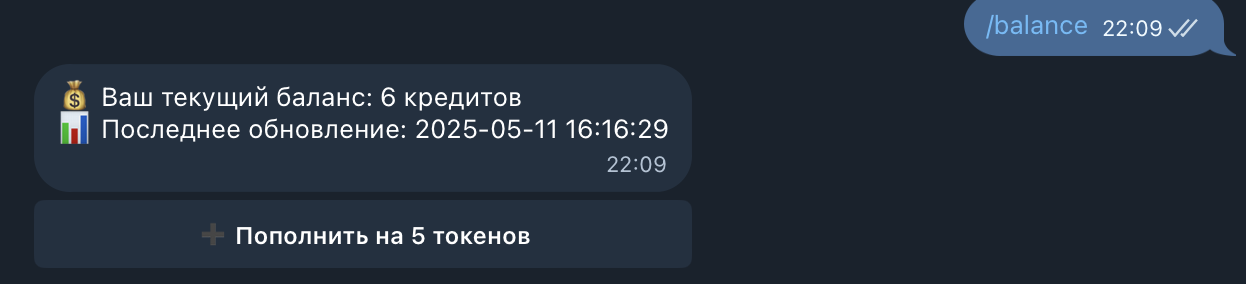 /balance 22:09
💰 Ваш текущий баланс: 6 кредитов
📊 Последнее обновление: 2025-05-11 16:16:29
22:09
➕ Пополнить на 5 токенов